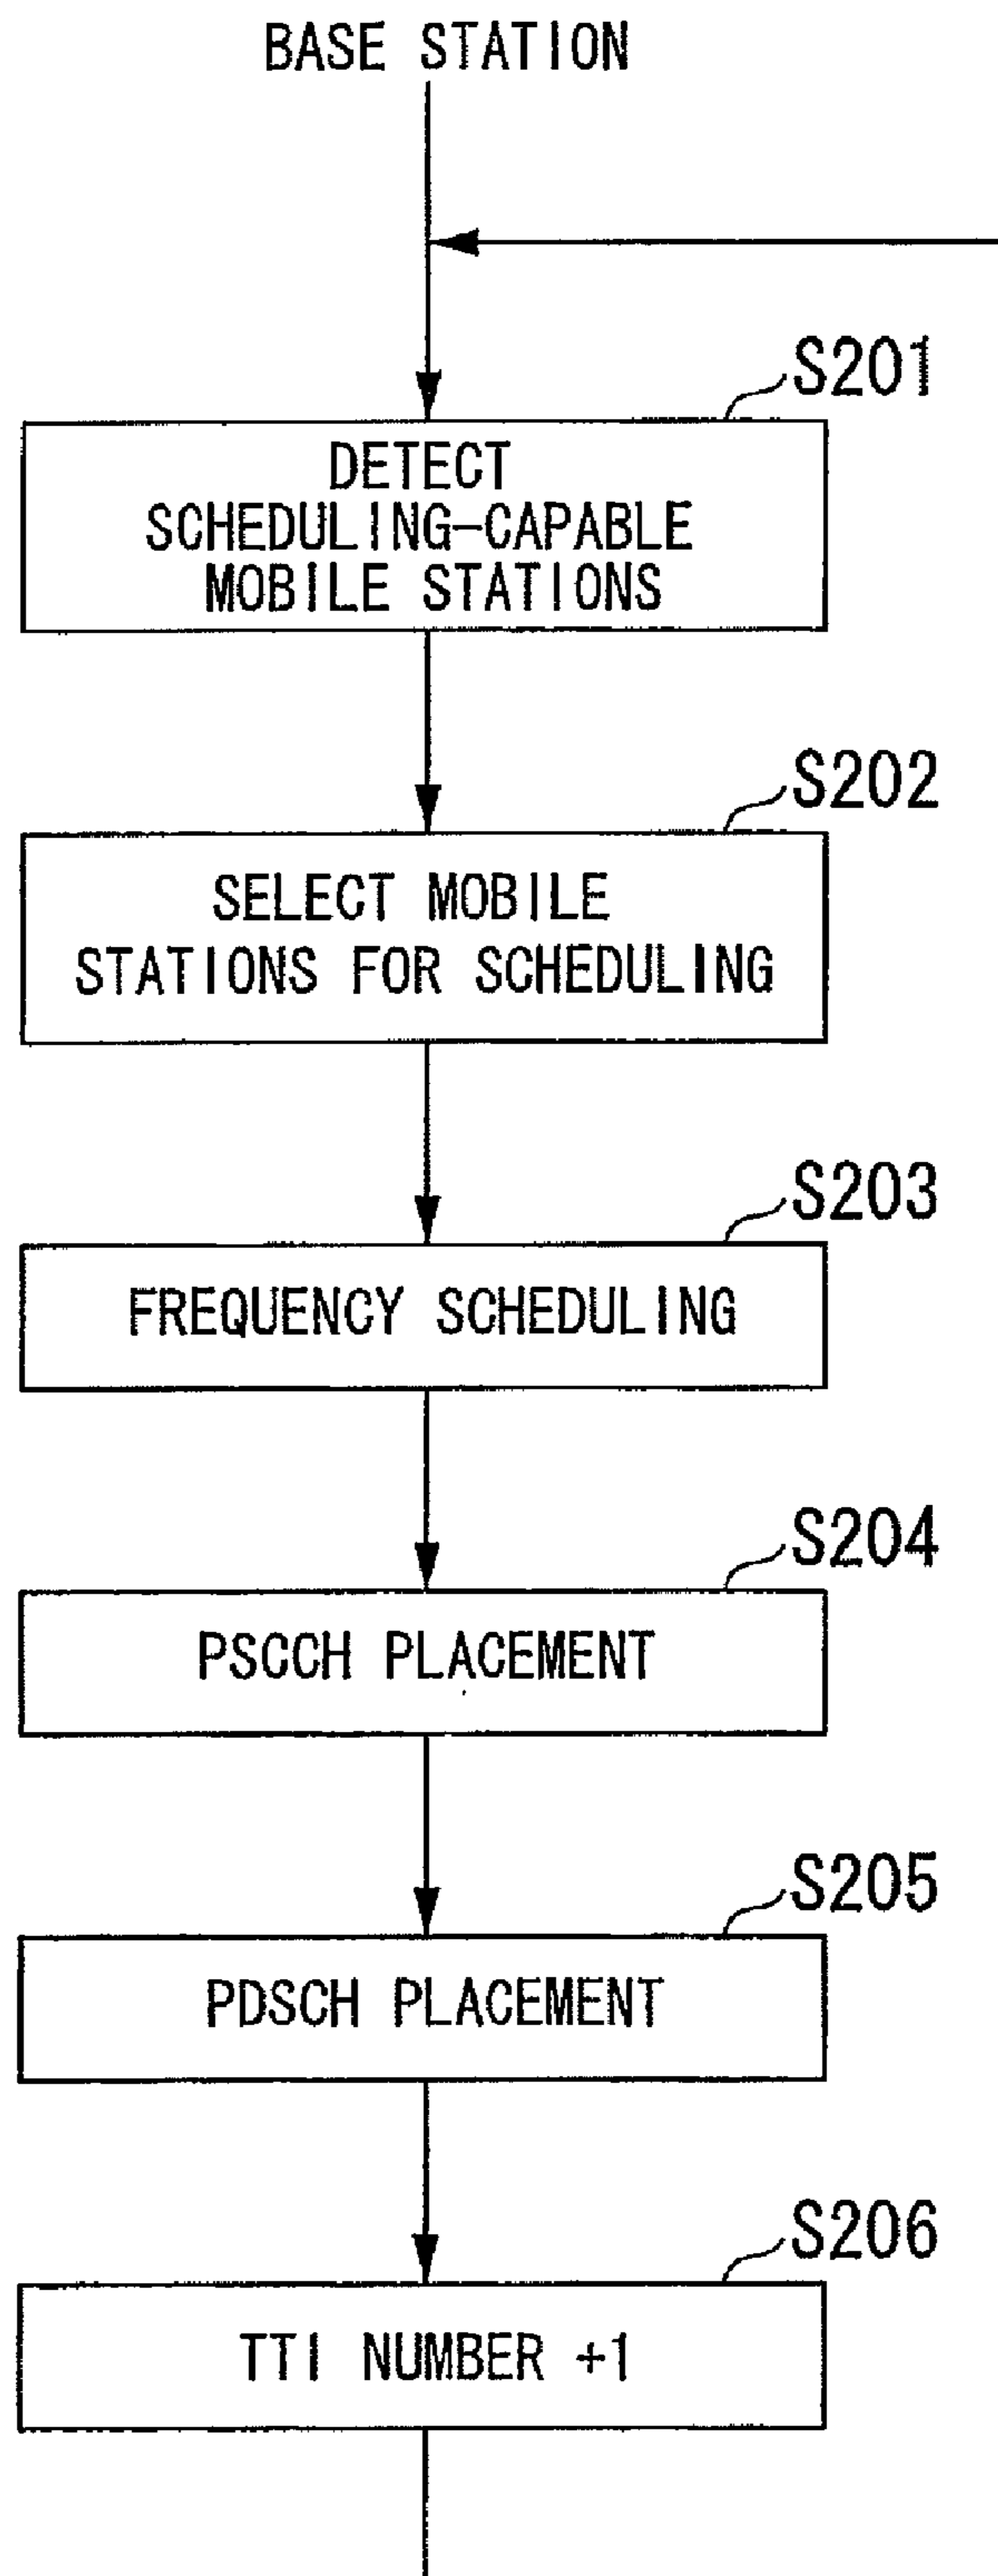 BASE STATION
S201
DETECT
SCHEDULING-CAPABLE
MOBILE STATIONS
S202
SELECT MOBILE
STATIONS FOR SCHEDULING
S203
FREQUENCY SCHEDULING
S204
PSCCH PLACEMENT
S205
PDSCH PLACEMENT
S206
TTI NUMBER +1